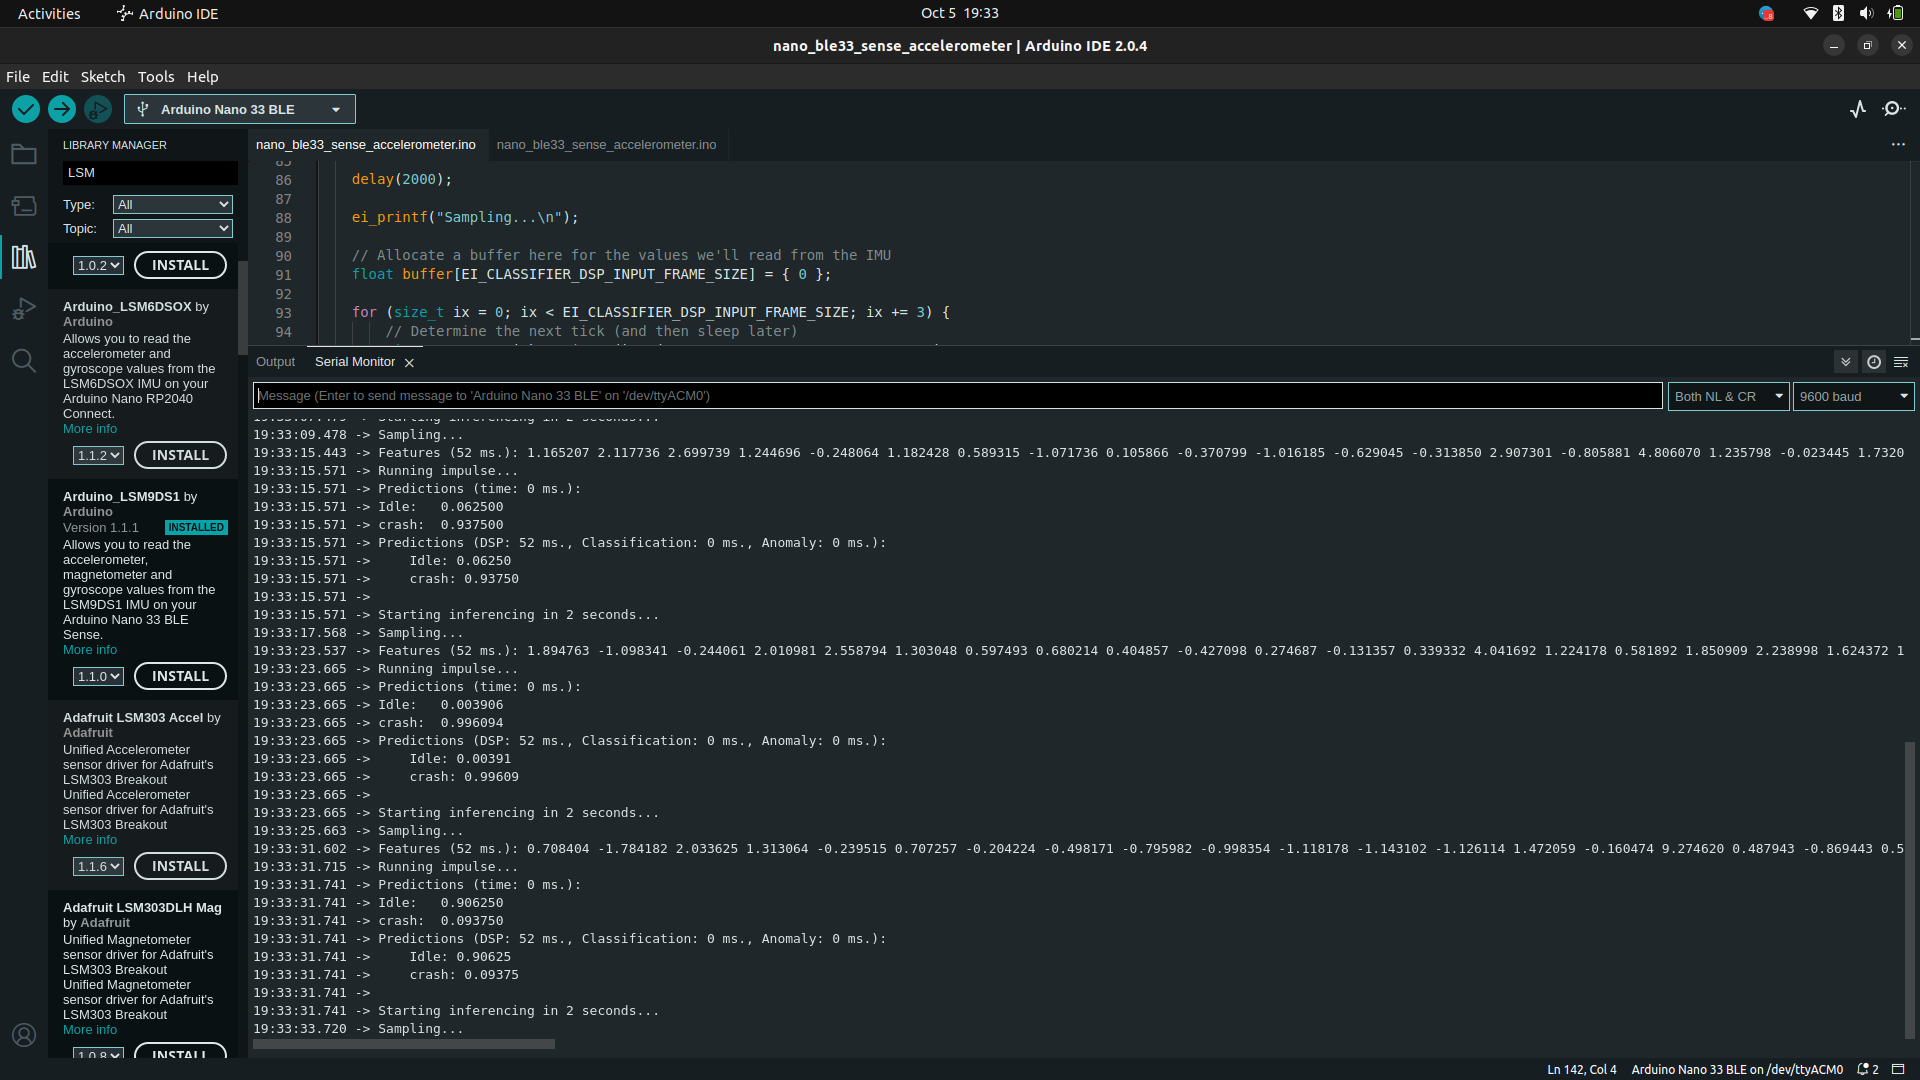 Activities
Arduino IDE
Oct 5 19:33
nano_ble33_sense_accelerometer | Arduino IDE 2.0.4
File Edit Sketch Tools Help
Arduino Nano 33 BLE
LIBRARY MANAGER
LSM
Type: All
Topic: All
1.0.2 INSTALL
Arduino_LSM6DSOX by
Arduino
Allows you to read the
accelerometer and
gyroscope values from the
LSM6DSOX IMU on your
Arduino Nano RP2040
Connect.
More info
1.1.2 INSTALL
Arduino_LSM9DS1 by
Arduino
Version 1.1.1 INSTALLED
Allows you to read the
accelerometer,
magnetometer and
gyroscope values from the
LSM9DS1 IMU on your
Arduino Nano 33 BLE
Sense.
More info
1.1.0 INSTALL
Adafruit LSM303 Accel by
Adafruit
Unified Accelerometer
sensor driver for Adafruit's
LSM303 Breakout
Unified Accelerometer
sensor driver for Adafruit's
LSM303 Breakout
More info
1.1.6 INSTALL
Adafruit LSM303DLH Mag
by Adafruit
Unified Magnetometer
sensor driver for Adafruit's
LSM303 Breakout
Unified Magnetometer
sensor driver for Adafruit's
LSM303 Breakout
More info
1.0.8 INSTALL
nano_ble33_sense_accelerometer.ino nano_ble33_sense_accelerometer.ino
85
86 delay(2000);
87
88 ei_printf("Sampling...\n");
89
90 // Allocate a buffer here for the values we'll read from the IMU
91 float buffer[EI_CLASSIFIER_DSP_INPUT_FRAME_SIZE] = { 0 };
92
93 for (size_t ix = 0; ix < EI_CLASSIFIER_DSP_INPUT_FRAME_SIZE; ix += 3) {
94 // Determine the next tick (and then sleep later)
Output Serial Monitor
Message (Enter to send message to 'Arduino Nano 33 BLE' on '/dev/ttyACM0')
Both NL & CR
9600 baud
19:33:07.479 -> Starting inferencing in 2 seconds...
19:33:09.478 -> Sampling...
19:33:15.443 -> Features (52 ms.): 1.165207 2.117736 2.699739 1.244696 -0.248064 1.182428 0.589315 -1.071736 0.105866 -0.370799 -1.016185 -0.629045 -0.313850 2.907301 -0.805881 4.806070 1.235798 -0.023445 1.7320
19:33:15.571 -> Running impulse...
19:33:15.571 -> Predictions (time: 0 ms.):
19:33:15.571 -> Idle: 0.062500
19:33:15.571 -> crash: 0.937500
19:33:15.571 -> Predictions (DSP: 52 ms., Classification: 0 ms., Anomaly: 0 ms.):
19:33:15.571 -> Idle: 0.06250
19:33:15.571 -> crash: 0.93750
19:33:15.571 ->
19:33:15.571 -> Starting inferencing in 2 seconds...
19:33:17.568 -> Sampling...
19:33:23.537 -> Features (52 ms.): 1.894763 -1.098341 -0.244061 2.010981 2.558794 1.303048 0.597493 0.680214 0.404857 -0.427098 0.274687 -0.131357 0.339332 4.041692 1.224178 0.581892 1.850909 2.238998 1.624372 1
19:33:23.665 -> Running impulse...
19:33:23.665 -> Predictions (time: 0 ms.):
19:33:23.665 -> Idle: 0.003906
19:33:23.665 -> crash: 0.996094
19:33:23.665 -> Predictions (DSP: 52 ms., Classification: 0 ms., Anomaly: 0 ms.):
19:33:23.665 -> Idle: 0.00391
19:33:23.665 -> crash: 0.99609
19:33:23.665 ->
19:33:23.665 -> Starting inferencing in 2 seconds...
19:33:25.663 -> Sampling...
19:33:31.602 -> Features (52 ms.): 0.708404 -1.784182 2.033625 1.313064 -0.239515 0.707257 -0.204224 -0.498171 -0.795982 -0.998354 -1.118178 -1.143102 -1.126114 1.472059 -0.160474 9.274620 0.487943 -0.869443 0.5
19:33:31.715 -> Running impulse...
19:33:31.741 -> Predictions (time: 0 ms.):
19:33:31.741 -> Idle: 0.906250
19:33:31.741 -> crash: 0.093750
19:33:31.741 -> Predictions (DSP: 52 ms., Classification: 0 ms., Anomaly: 0 ms.):
19:33:31.741 -> Idle: 0.90625
19:33:31.741 -> crash: 0.09375
19:33:31.741 ->
19:33:31.741 -> Starting inferencing in 2 seconds...
19:33:33.720 -> Sampling...
Ln 142, Col 4 Arduino Nano 33 BLE on /dev/ttyACM0 2